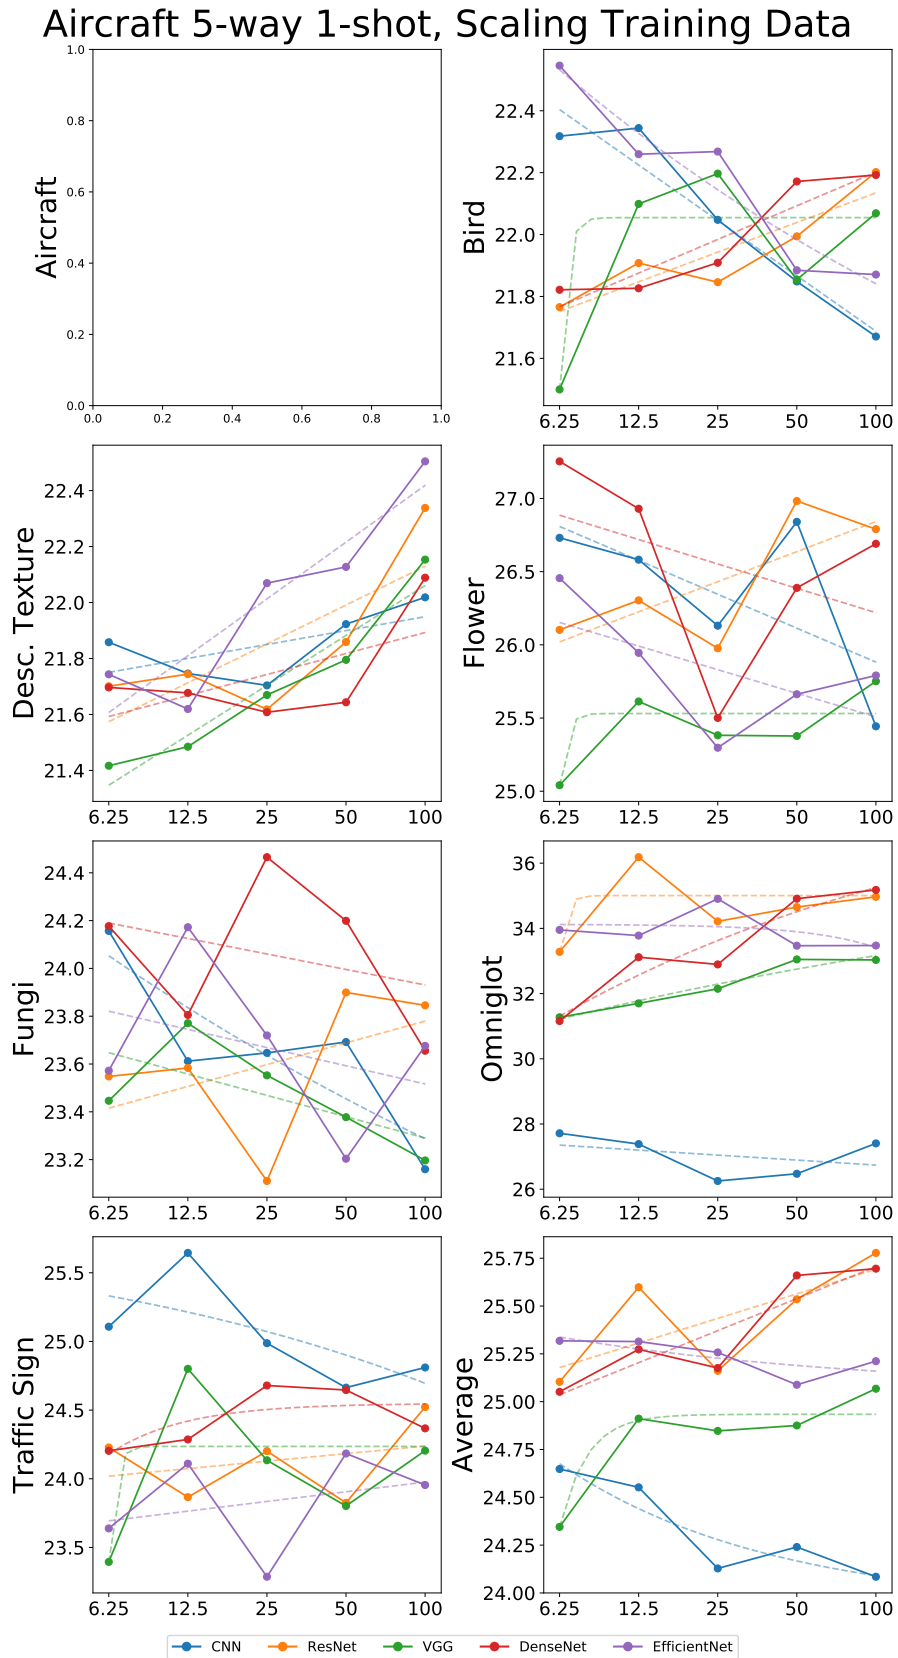 Aircraft 5-way 1-shot, Scaling Training Data
Aircraft
1.0
0.8
0.6
0.4
0.2
0.0
0.0 0.2 0.4 0.6 0.8 1.0
Bird
22.4
22.2
22.0
21.8
21.6
6.25 12.5 25 50 100
Desc. Texture
22.4
22.2
22.0
21.8
21.6
21.4
6.25 12.5 25 50 100
Flower
27.0
26.5
26.0
25.5
25.0
6.25 12.5 25 50 100
Fungi
24.4
24.2
24.0
23.8
23.6
23.4
23.2
6.25 12.5 25 50 100
Omniglot
36
34
32
30
28
26
6.25 12.5 25 50 100
Traffic Sign
25.5
25.0
24.5
24.0
23.5
6.25 12.5 25 50 100
Average
25.75
25.50
25.25
25.00
24.75
24.50
24.25
24.00
6.25 12.5 25 50 100
CNN ResNet VGG DenseNet EfficientNet